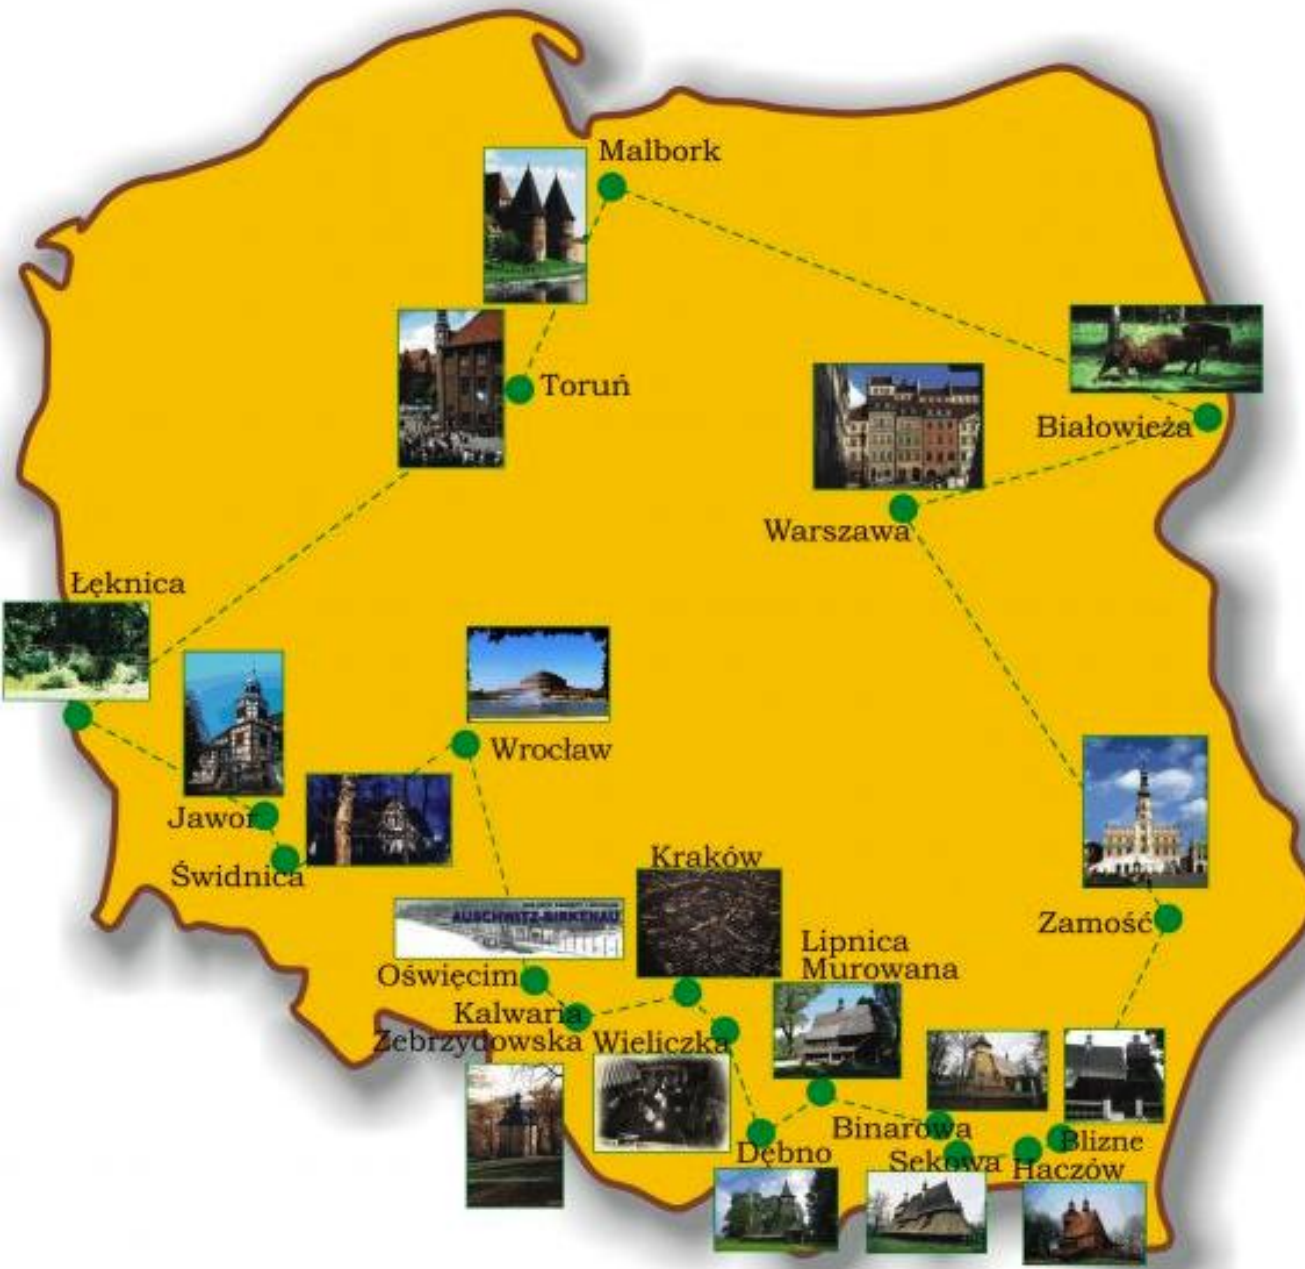 Malbork
Toruń
Białowieża
Warszawa
Łęknica
Wrocław
Jawor
Świdnica
Kraków
AUSCHWITZ-BIRKENAU
Zamość
Lipnica
Murowana
Oświęcim
Kalwaria
Zebrzydowska
Wieliczka
Binarowa
Dębno
Sękowa
Haczów
Blizne